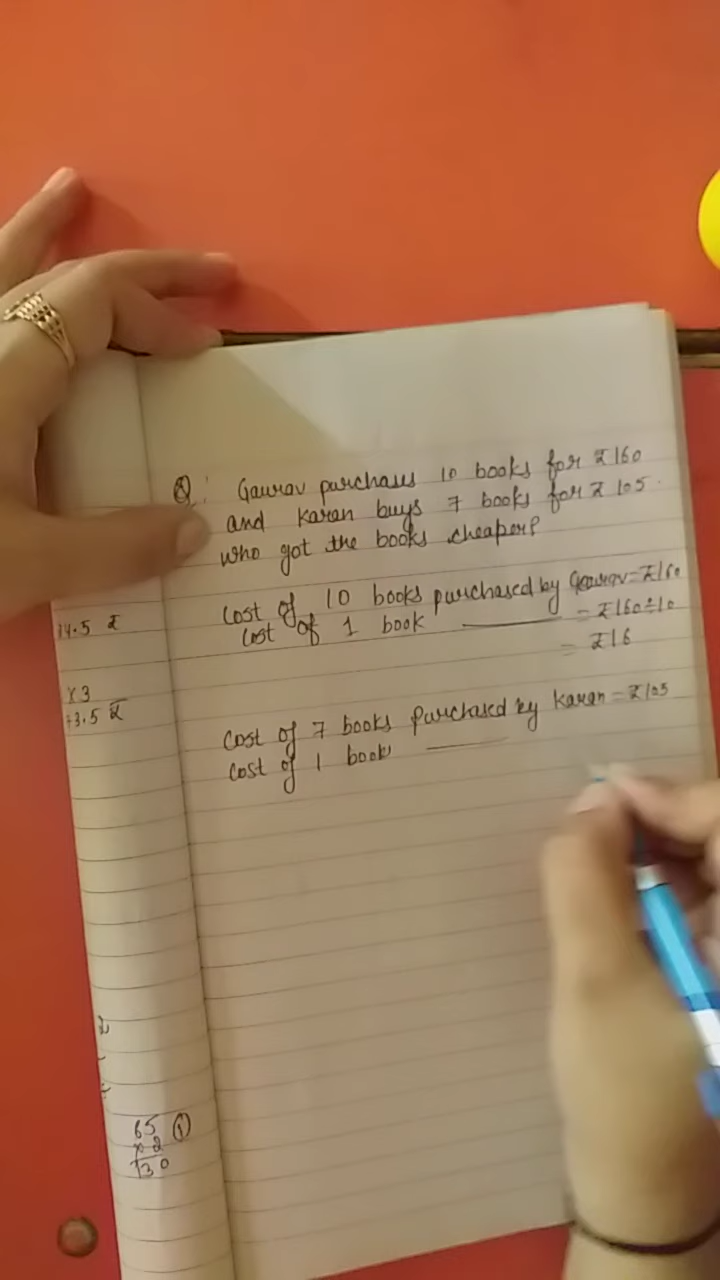 Q: Gaurav purchases 10 books for ₹160
and Karan buys 7 books for ₹ 105.
who got the books cheaper?
cost of 10 books purchased by Gaurav = ₹160
cost of 1 book ——— = ₹160÷10
= ₹16
cost of 7 books purchased by Karan = ₹105
cost of 1 book ———
14.5 ₹
x 3
3.5 ₹
65 ①
x 2
130